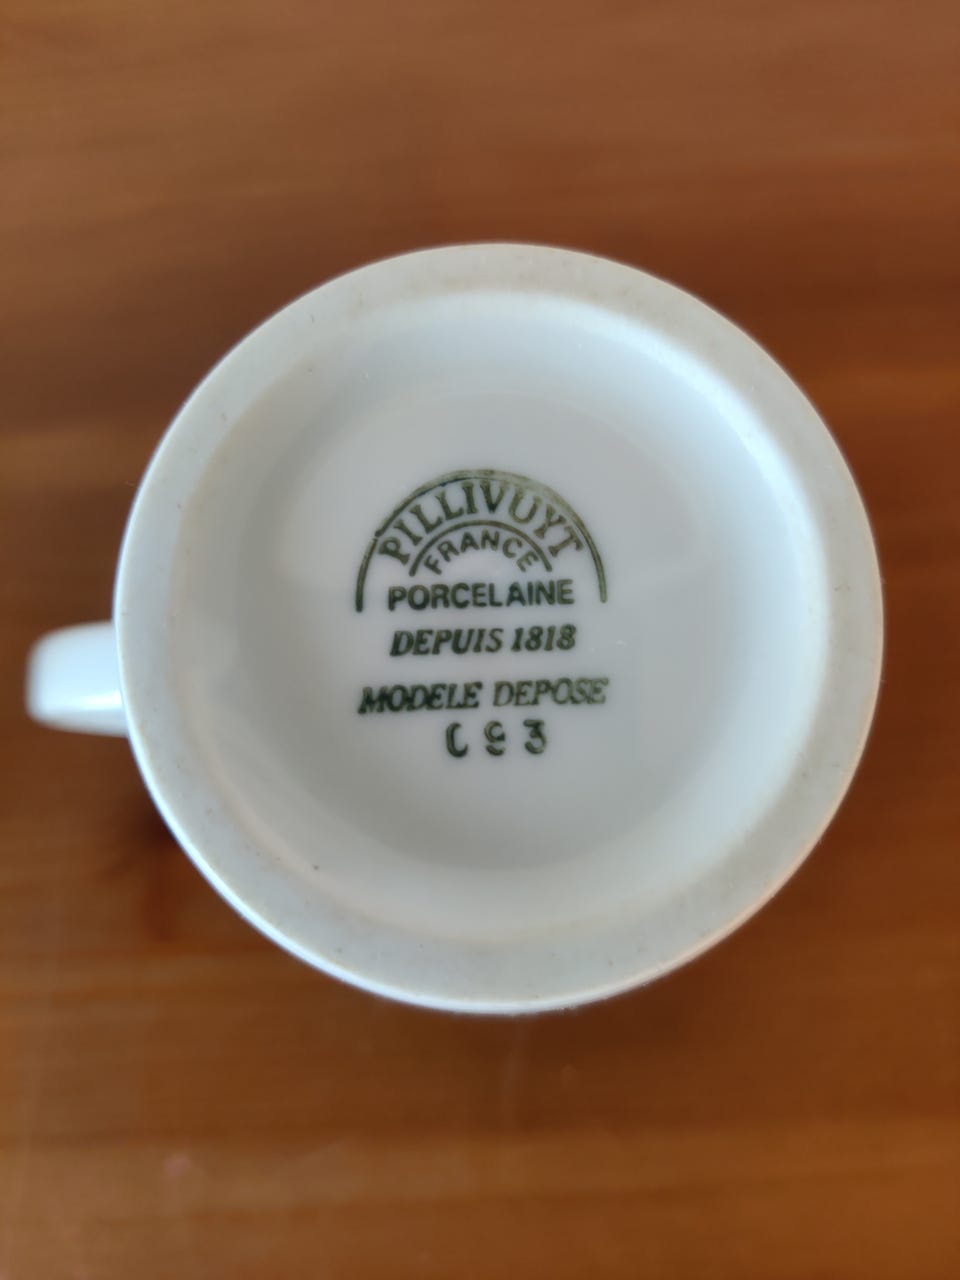 PILLIVUYT
FRANCE
PORCELAINE
DEPUIS 1818
MODELE DEPOSE
C 9 3